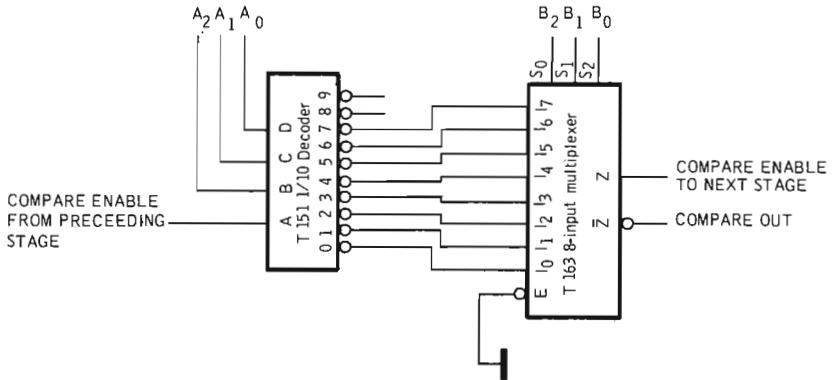 A2 A1 A0
B2 B1 B0
S0 S1 S2
D C B A
T 151 1/10 Decoder
9 8 7 6 5 4 3 2 1 0
I7 I6 I5 I4 I3 I2 I1 I0
E
T 163 8-input multiplexer
Z
Z̅
COMPARE ENABLE
FROM PRECEEDING
STAGE
COMPARE ENABLE
TO NEXT STAGE
COMPARE OUT